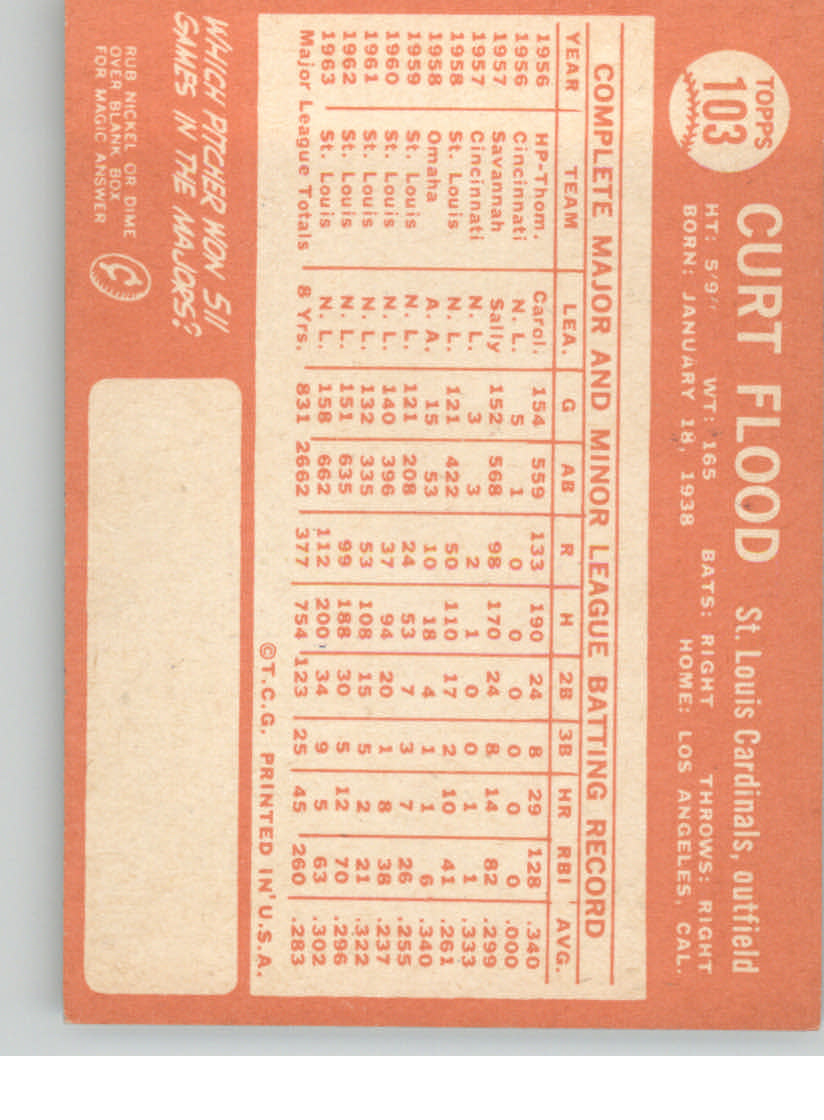 TOPPS
103
CURT FLOOD St. Louis Cardinals, outfield
HT: 5'9" WT: 165 BATS: RIGHT THROWS: RIGHT
BORN: JANUARY 18, 1938 HOME: LOS ANGELES, CAL.
COMPLETE MAJOR AND MINOR LEAGUE BATTING RECORD
YEAR TEAM LEA. G AB R H 2B 3B HR RBI AVG.
1956 HP-Thom. Carol. 154 559 133 190 24 8 29 128 .340
1956 Cincinnati N. L. 5 1 0 0 0 0 0 0 .000
1957 Savannah Sally 152 568 98 170 24 8 14 82 .299
1957 Cincinnati N. L. 3 3 2 1 0 0 1 1 .333
1958 St. Louis N. L. 121 422 50 110 17 2 10 41 .261
1958 Omaha A. A. 15 53 10 18 4 1 1 6 .340
1959 St. Louis N. L. 121 208 24 53 7 3 7 26 .255
1960 St. Louis N. L. 140 396 37 94 20 1 8 38 .237
1961 St. Louis N. L. 132 335 53 108 15 5 2 21 .322
1962 St. Louis N. L. 151 635 99 188 30 5 12 70 .296
1963 St. Louis N. L. 158 662 112 200 34 9 5 63 .302
Major League Totals 8 Yrs. 831 2662 377 754 123 25 45 260 .283
©T.C.G. PRINTED IN U.S.A.
WHICH PITCHER WON 511
GAMES IN THE MAJORS?
RUB NICKEL OR DIME
OVER BLANK BOX
FOR MAGIC ANSWER